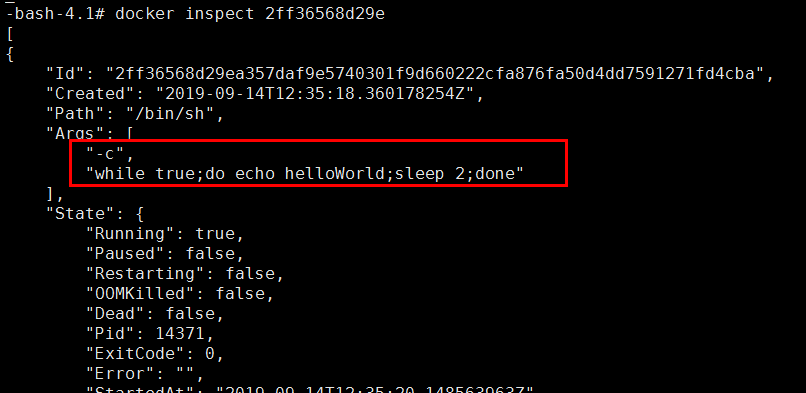 -bash-4.1# docker inspect 2ff36568d29e
[
{
    "Id": "2ff36568d29ea357daf9e5740301f9d660222cfa876fa50d4dd7591271fd4cba",
    "Created": "2019-09-14T12:35:18.360178254Z",
    "Path": "/bin/sh",
    "Args": [
        "-c",
        "while true;do echo helloWorld;sleep 2;done"
    ],
    "State": {
        "Running": true,
        "Paused": false,
        "Restarting": false,
        "OOMKilled": false,
        "Dead": false,
        "Pid": 14371,
        "ExitCode": 0,
        "Error": "",
        "StartedAt": "2019-09-14T12:35:20.148563963Z"